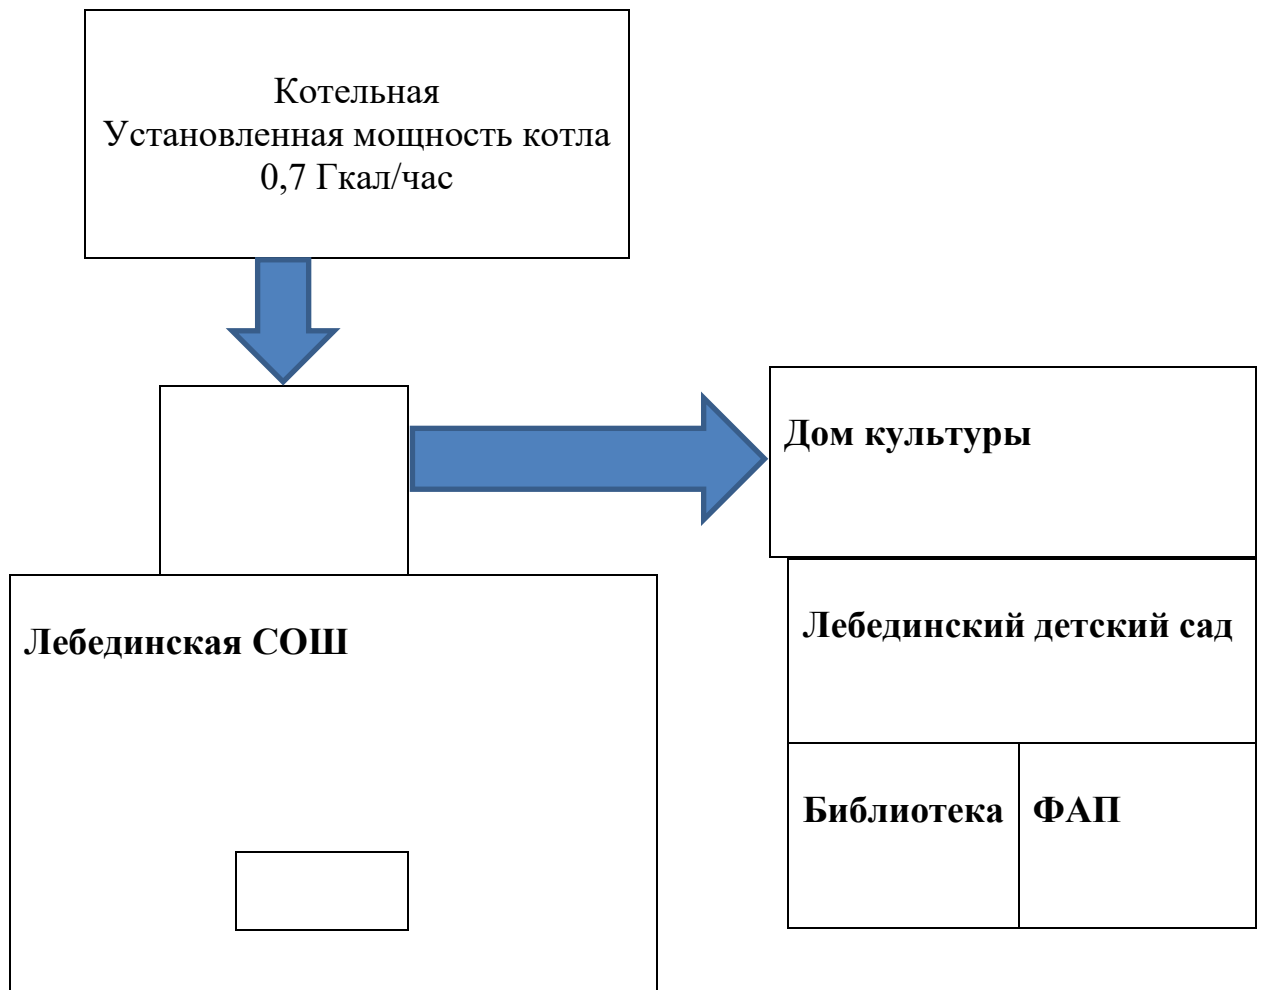 Котельная
Установленная мощность котла
0,7 Гкал/час
Дом культуры
Лебединская СОШ
Лебединский детский сад
Библиотека
ФАП